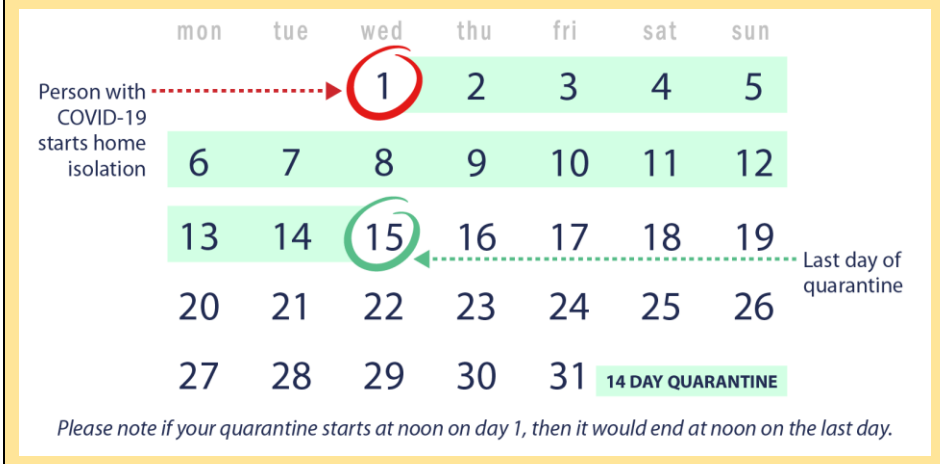 mon tue wed thu fri sat sun
Person with
COVID-19
starts home
isolation
1 2 3 4 5
6 7 8 9 10 11 12
13 14 15 16 17 18 19
Last day of
quarantine
20 21 22 23 24 25 26
27 28 29 30 31 14 DAY QUARANTINE
Please note if your quarantine starts at noon on day 1, then it would end at noon on the last day.